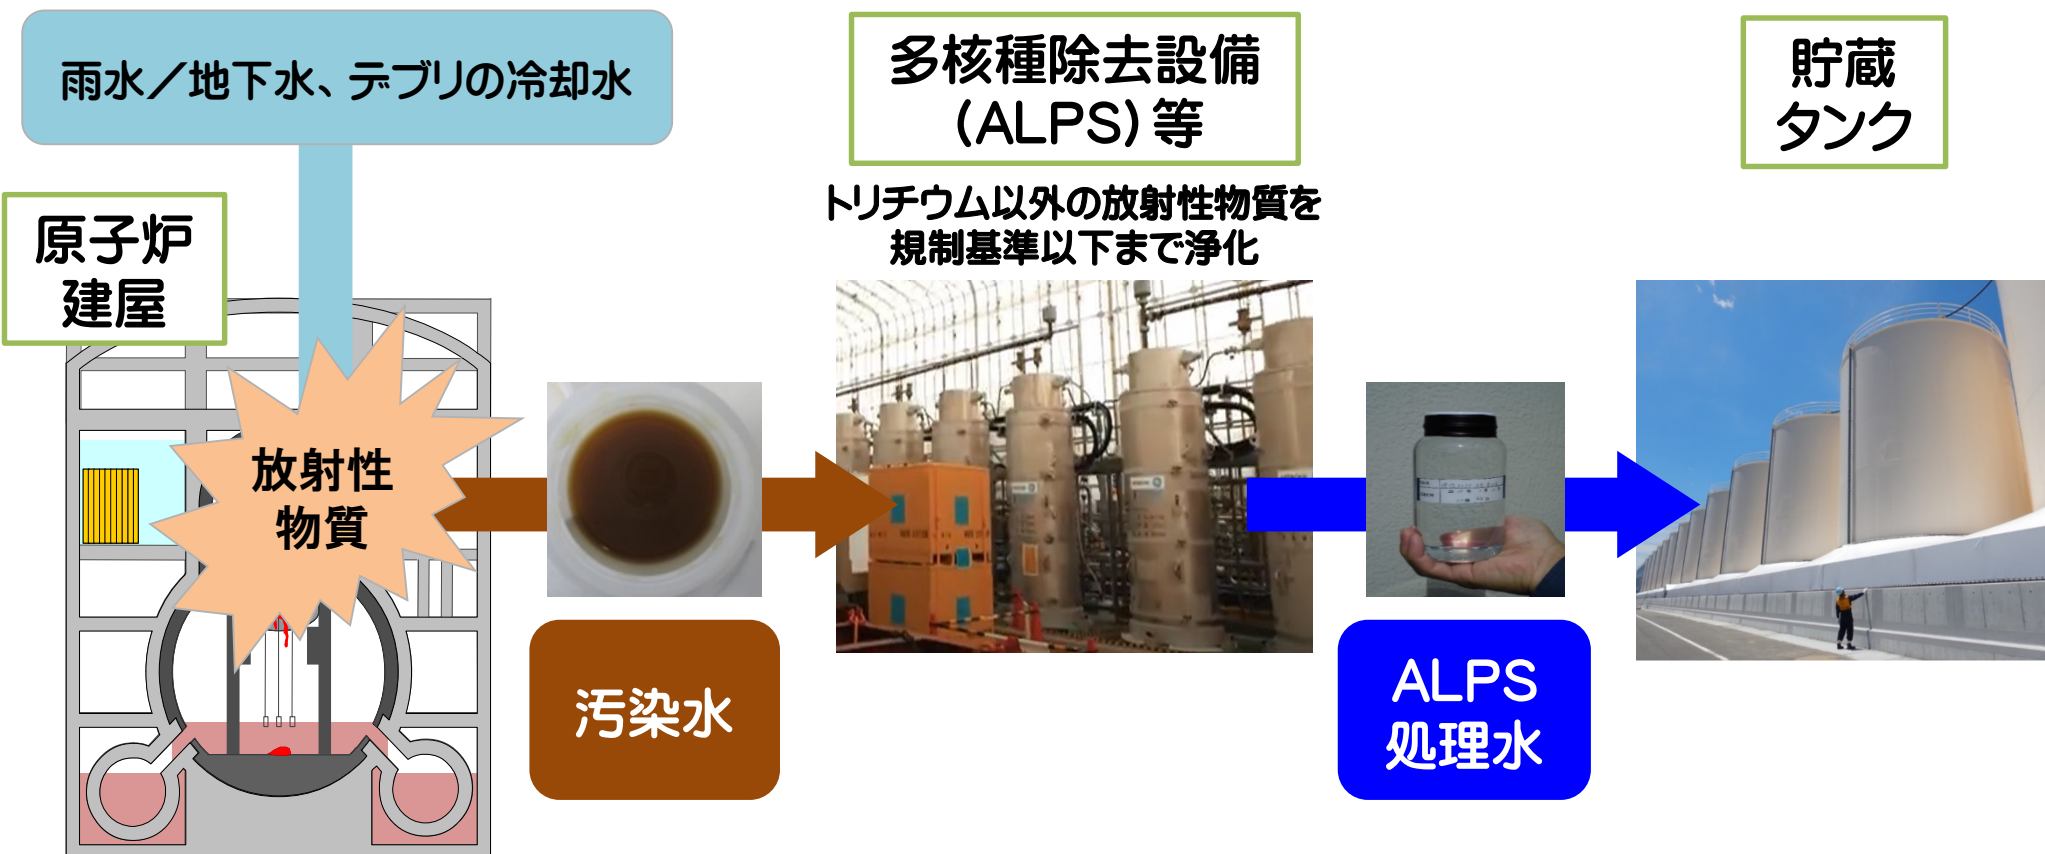 雨水／地下水、デブリの冷却水
原子炉
建屋
放射性
物質
汚染水
多核種除去設備
(ALPS)等
トリチウム以外の放射性物質を
規制基準以下まで浄化
ALPS
処理水
貯蔵
タンク